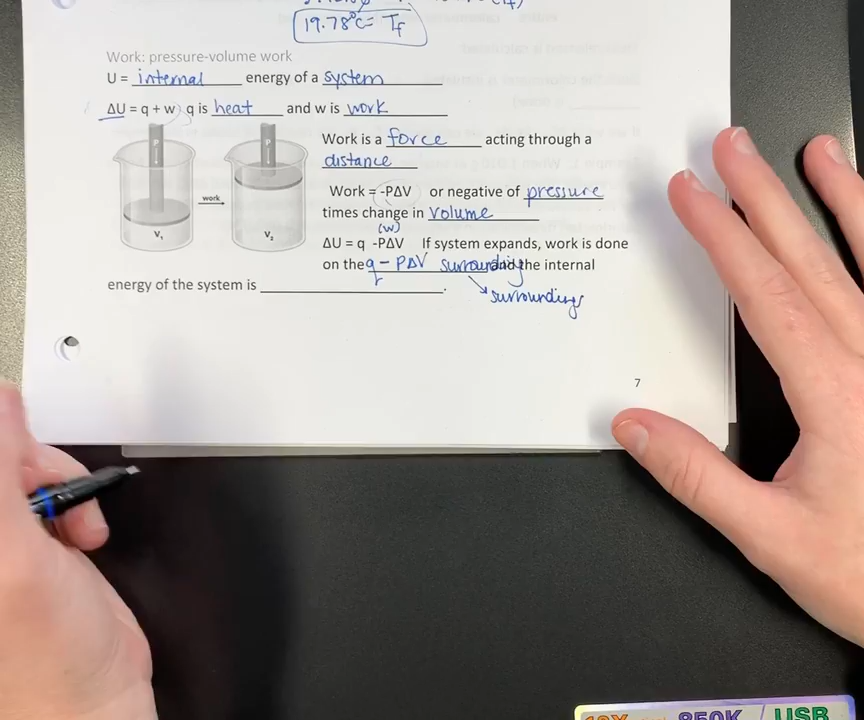 19.78°C = Tf
Work: pressure-volume work
U = internal energy of a system
ΔU = q + w q is heat and w is work
Work is a force acting through a
distance
Work = -PΔV or negative of pressure
times change in volume
(w)
ΔU = q -PΔV If system expands, work is done
on the q - PΔV surroundings and the internal
energy of the system is ____________.
surroundings
P
P
work
V₁
V₂
7
850K / USB